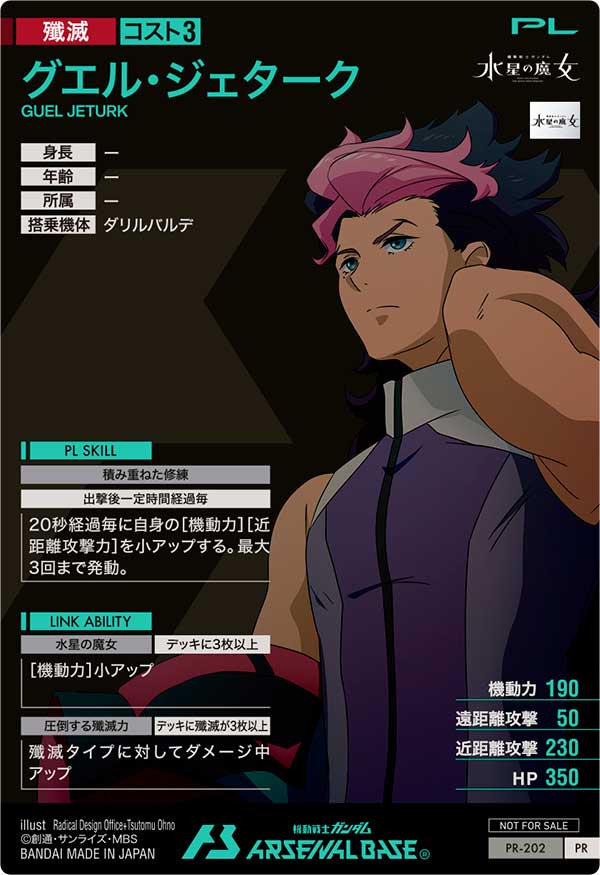 殲滅 コスト3
PL
グエル・ジェターク
GUEL JETURK
水星の魔女
水星の魔女
身長 ー
年齢 ー
所属 ー
搭乗機体 ダリルバルデ
PL SKILL
積み重ねた修練
出撃後一定時間経過毎
20秒経過毎に自身の[機動力][近
距離攻撃力]を小アップする。最大
3回まで発動。
LINK ABILITY
水星の魔女 デッキに3枚以上
[機動力]小アップ
圧倒する殲滅力 デッキに殲滅が3枚以上
殲滅タイプに対してダメージ中
アップ
機動力 190
遠距離攻撃 50
近距離攻撃 230
HP 350
illust Radical Design Office+Tsutomu Ohno
©創通・サンライズ・MBS
BANDAI MADE IN JAPAN
機動戦士ガンダム
ARSENAL BASE®
NOT FOR SALE
PR-202 PR